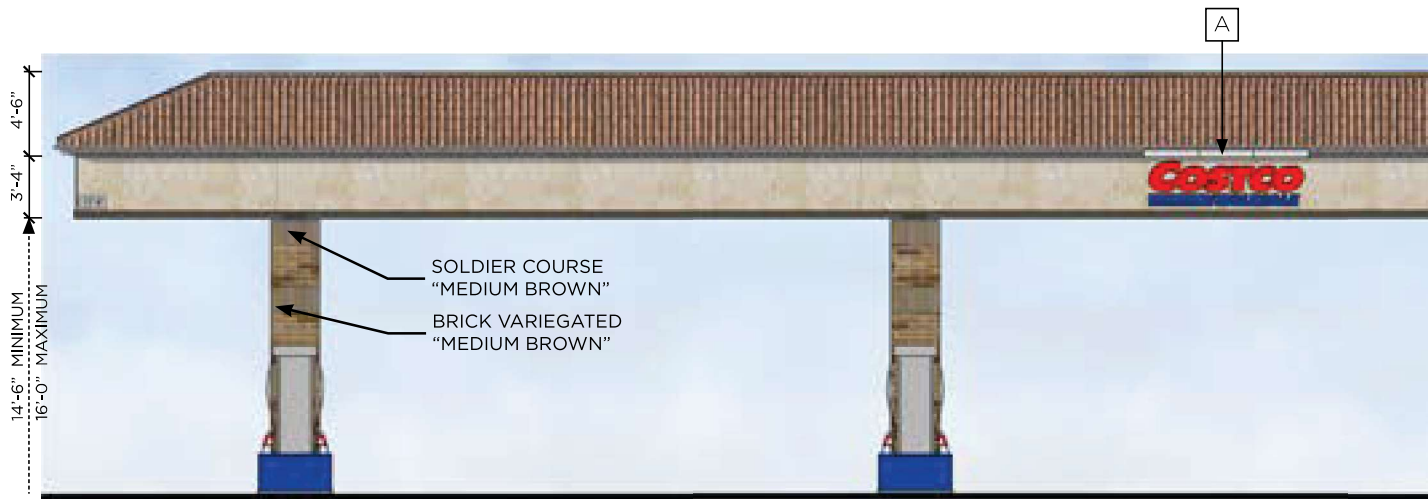 A
4'-6"
3'-4"
COSTCO
SOLDIER COURSE
“MEDIUM BROWN”
BRICK VARIEGATED
“MEDIUM BROWN”
14'-6" MINIMUM
16'-0" MAXIMUM